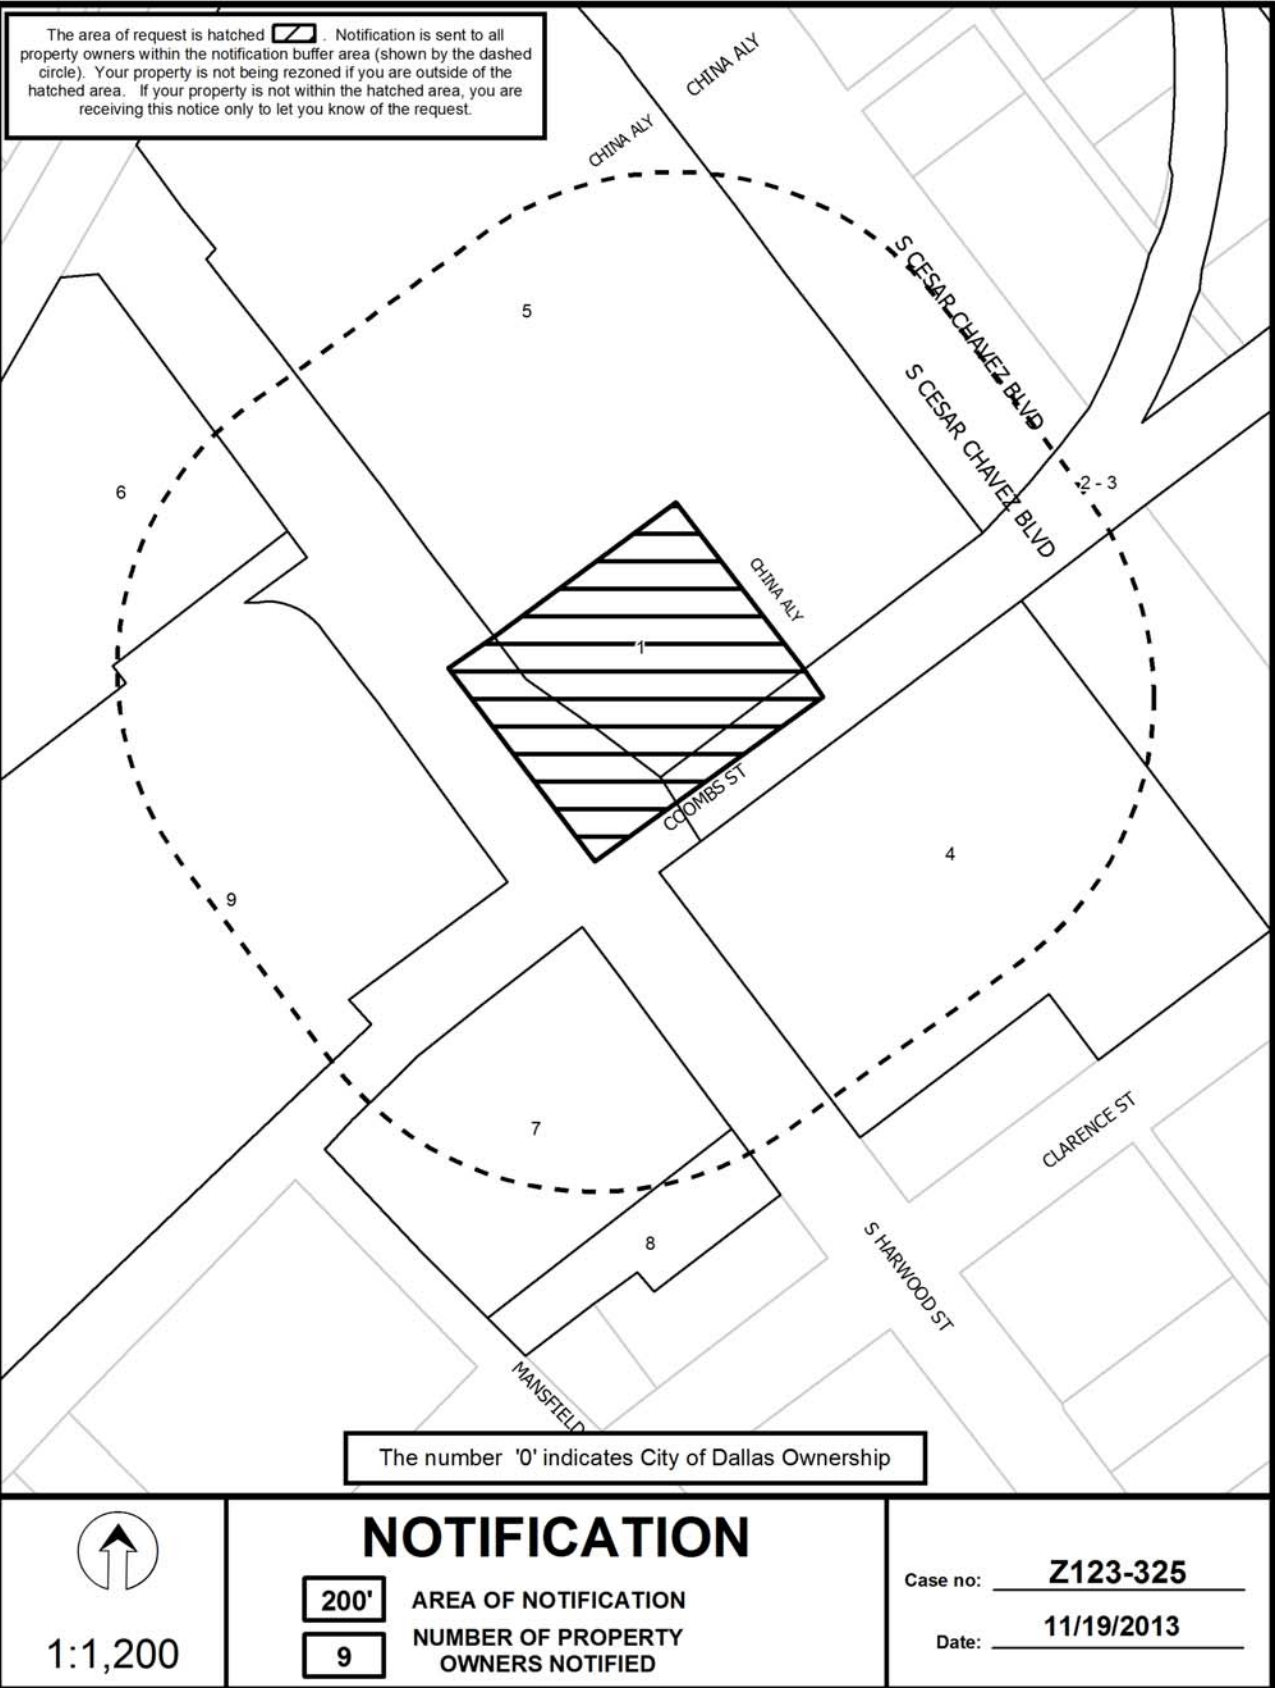 The area of request is hatched . Notification is sent to all
property owners within the notification buffer area (shown by the dashed
circle). Your property is not being rezoned if you are outside of the
hatched area. If your property is not within the hatched area, you are
receiving this notice only to let you know of the request.
CHINA ALY
CHINA ALY
S CESAR CHAVEZ BLVD
5
S CESAR CHAVEZ BLVD
6
2 - 3
CHINA ALY
1
COOMBS ST
4
9
7
CLARENCE ST
8
S HARWOOD ST
MANSFIELD
The number '0' indicates City of Dallas Ownership
1:1,200
NOTIFICATION
200' AREA OF NOTIFICATION
9 NUMBER OF PROPERTY
OWNERS NOTIFIED
Case no: Z123-325
Date: 11/19/2013